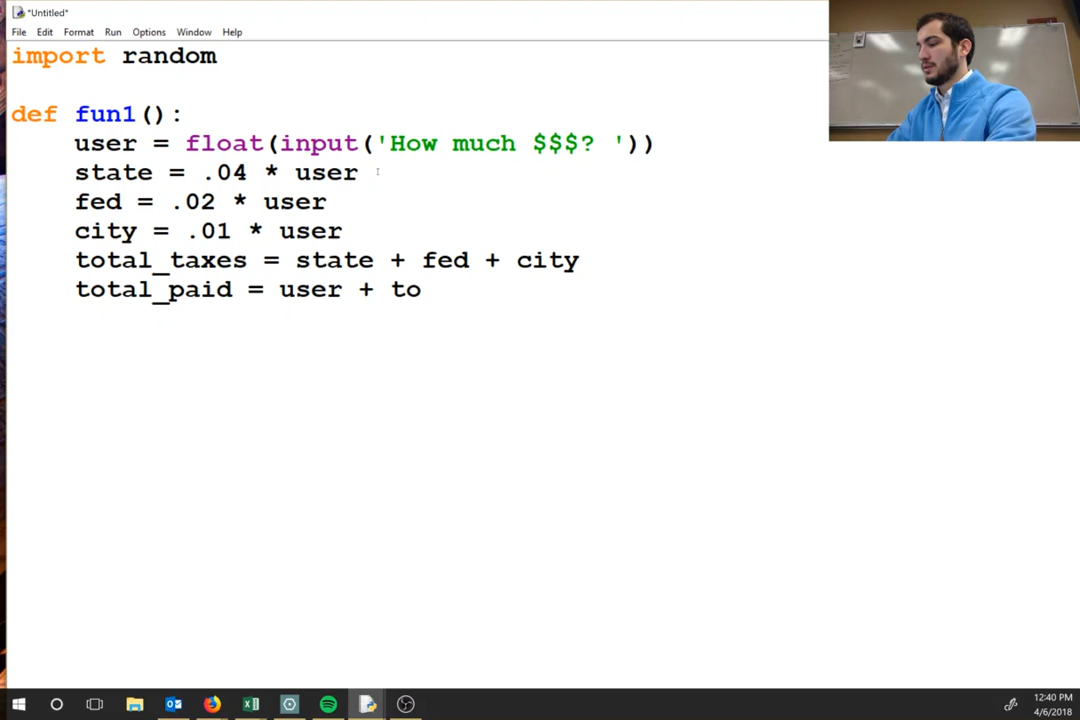 *Untitled*
File Edit Format Run Options Window Help
import random
def fun1():
user = float(input('How much $$$? '))
state = .04 * user
fed = .02 * user
city = .01 * user
total_taxes = state + fed + city
total_paid = user + to
12:40 PM
4/6/2018